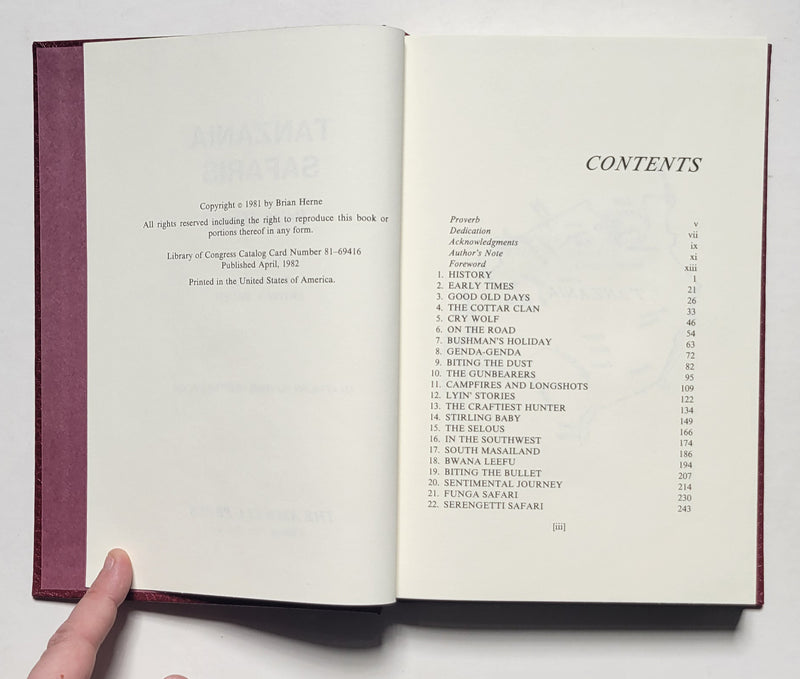 Copyright © 1981 by Brian Herne
All rights reserved including the right to reproduce this book or
portions thereof in any form.
Library of Congress Catalog Card Number 81–69416
Published April, 1982
Printed in the United States of America.
CONTENTS
Proverb v
Dedication vii
Acknowledgments ix
Author's Note xi
Foreword xiii
1. HISTORY 1
2. EARLY TIMES 21
3. GOOD OLD DAYS 26
4. THE COTTAR CLAN 33
5. CRY WOLF 46
6. ON THE ROAD 54
7. BUSHMAN'S HOLIDAY 63
8. GENDA-GENDA 72
9. BITING THE DUST 82
10. THE GUNBEARERS 95
11. CAMPFIRES AND LONGSHOTS 109
12. LYIN' STORIES 122
13. THE CRAFTIEST HUNTER 134
14. STIRLING BABY 149
15. THE SELOUS 166
16. IN THE SOUTHWEST 174
17. SOUTH MASAILAND 186
18. BWANA LEEFU 194
19. BITING THE BULLET 207
20. SENTIMENTAL JOURNEY 214
21. FUNGA SAFARI 230
22. SERENGETTI SAFARI 243
[iii]